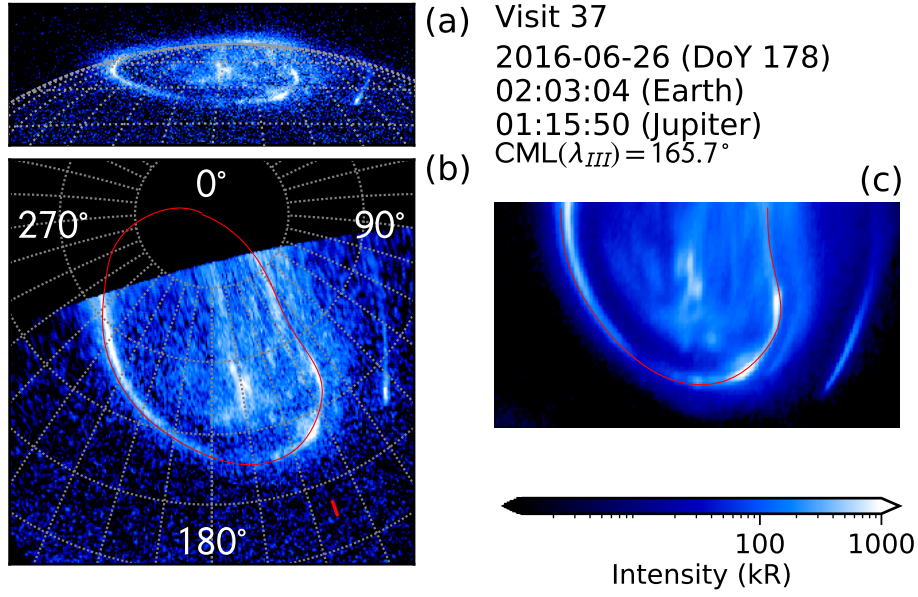 (a)
Visit 37
2016-06-26 (DoY 178)
02:03:04 (Earth)
01:15:50 (Jupiter)
CML(λIII) = 165.7°
(b)
(c)
0°
270°
90°
180°
100
1000
Intensity (kR)